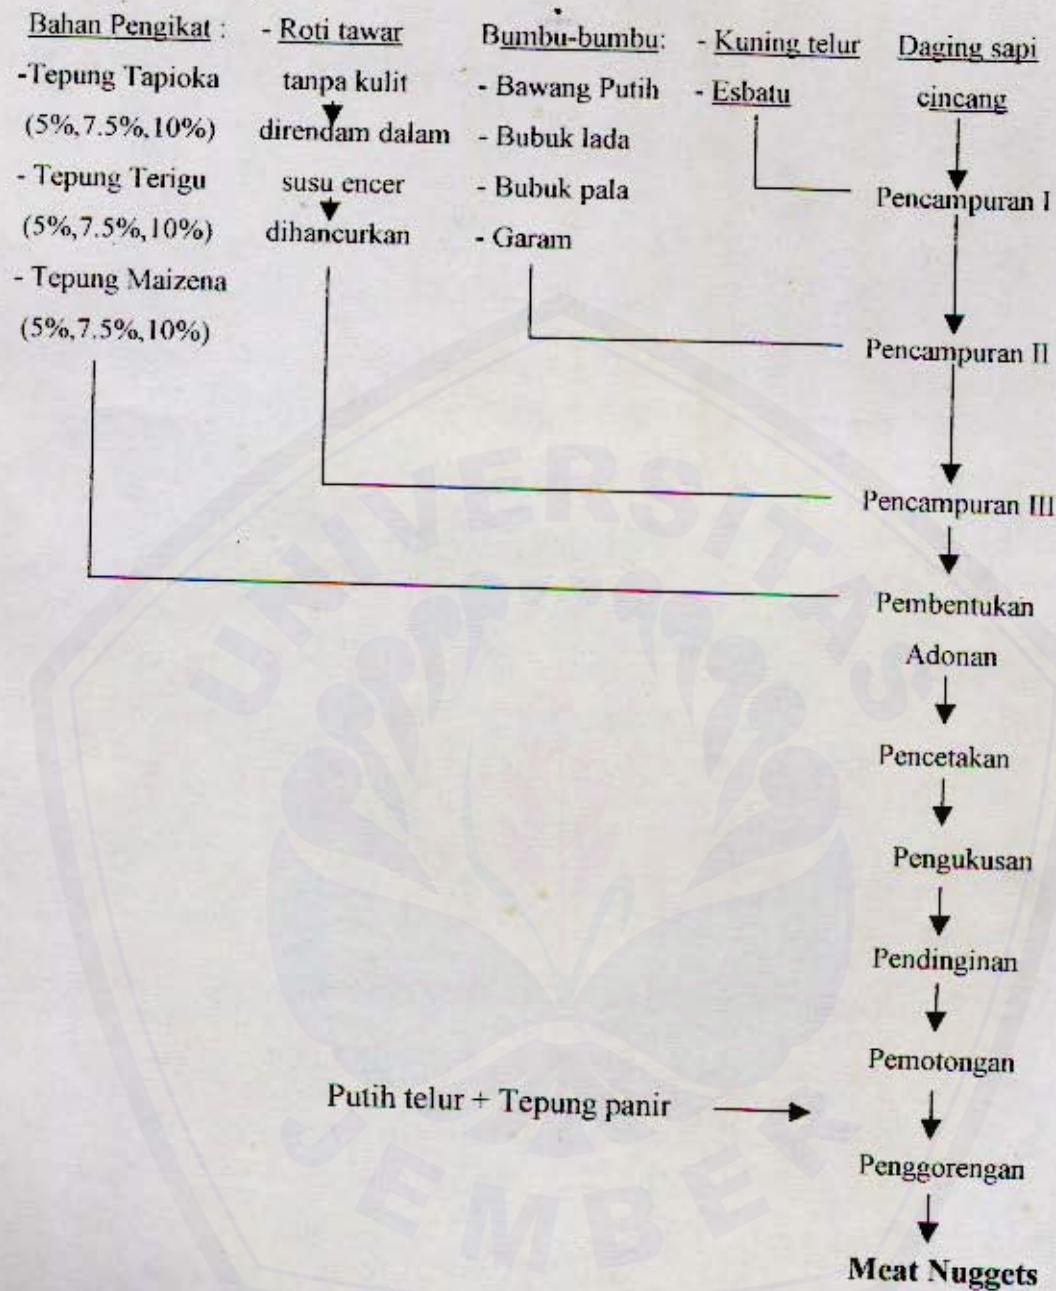 Bahan Pengikat :
-Tepung Tapioka
(5%,7.5%,10%)
- Tepung Terigu
(5%,7.5%,10%)
- Tepung Maizena
(5%,7.5%,10%)
- Roti tawar
tanpa kulit
direndam dalam
susu encer
dihancurkan
Bumbu-bumbu:
- Bawang Putih
- Bubuk lada
- Bubuk pala
- Garam
- Kuning telur
- Esbatu
Daging sapi
cincang
Pencampuran I
Pencampuran II
Pencampuran III
Pembentukan
Adonan
Pencetakan
Pengukusan
Pendinginan
Pemotongan
Putih telur + Tepung panir
Penggorengan
Meat Nuggets
UNIVERSITAS
JEMBER